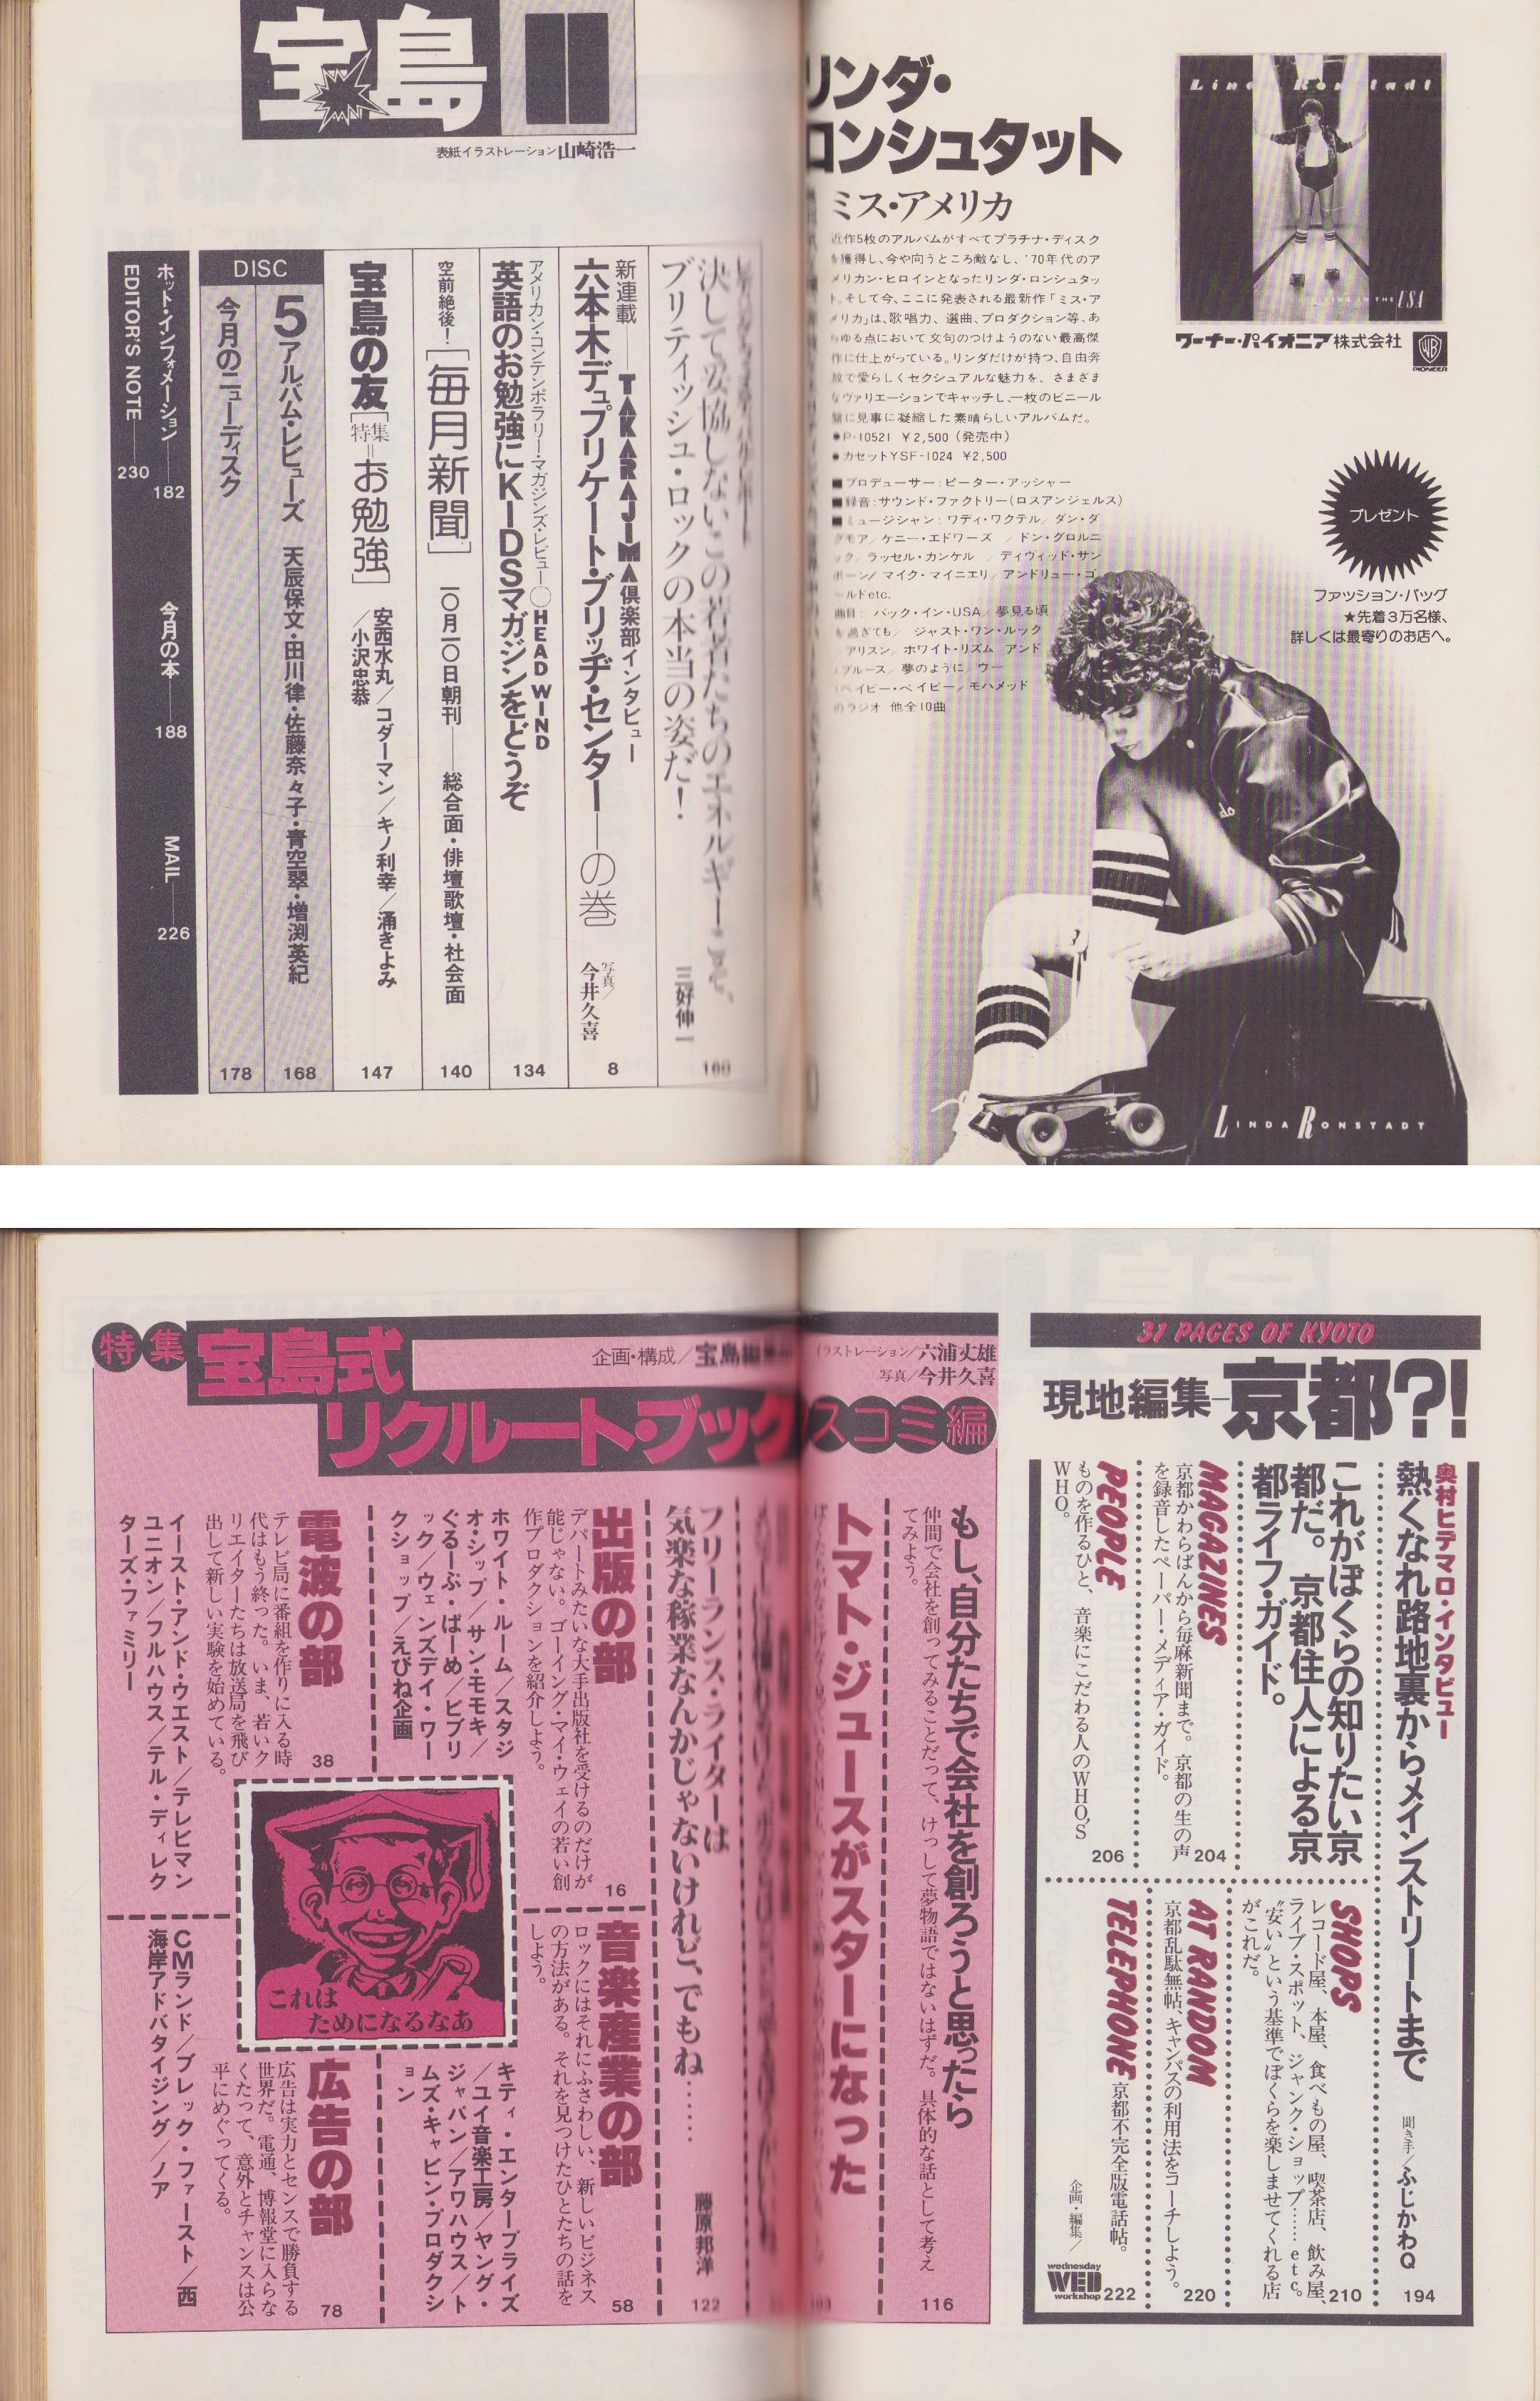 宝島 11
表紙イラストレーション 山崎浩一
決して妥協しないこの若者たちのエネルギーこそ、
ブリティッシュ・ロックの本当の姿だ!
三好伸一
160
新連載——TAKARAJIMA倶楽部インタビュー
六本木デュプリケート・ブリッヂ・センター——の巻
写真/
今井久喜
8
アメリカン・コンテンポラリー・マガジンズ・レビュー○HEAD WIND
英語のお勉強にKIDSマガジンをどうぞ
134
空前絶後![毎月新聞]
一〇月一〇日朝刊——総合面・俳壇歌壇・社会面
140
宝島の友[特集=お勉強]
安西水丸/コダーマン/キノ利幸/涌きよみ
/小沢忠恭
147
DISC
5アルバム・レビューズ 天辰保文・田川律・佐藤奈々子・青空翠・増渕英紀
168
今月のニューディスク
178
ホット・インフォメーション——182
今月の本——188
MAIL——226
EDITOR'S NOTE——230
リンダ・
ロンシュタット
ミス・アメリカ
近作5枚のアルバムがすべてプラチナ・ディスク
を獲得し、今や向うところ敵なし、'70年代のア
メリカン・ヒロインとなったリンダ・ロンシュタッ
ト。そして今、ここに発表される最新作「ミス・ア
メリカ」は、歌唱力、選曲、プロダクション等、あ
らゆる点において文句のつけようのない最高傑
作に仕上がっている。リンダだけが持つ、自由奔
放で愛らしくセクシュアルな魅力を、さまざま
なヴァリエーションでキャッチし、一枚のビニール
盤に見事に凝縮した素晴らしいアルバムだ。
●P-10521 ¥2,500(発売中)
●カセットYSF-1024 ¥2,500
■プロデューサー:ピーター・アッシャー
■録音:サウンド・ファクトリー(ロスアンジェルス)
■ミュージシャン:ワディ・ワクテル/ダン・ダ
グモア/ケニー・エドワーズ/ドン・グロルニ
ック/ラッセル・カンケル/ディヴィッド・サン
ボーン/マイク・マイニエリ/アンドリュー・ゴ
ールドetc.
曲目:バック・イン・USA/夢見る頃
を過ぎても/ジャスト・ワン・ルック
アリスン/ホワイト・リズム アンド
ブルース/夢のように/ウー
ベイビー・ベイビー/モハメッド
のラジオ 他全10曲
Linda Ronstadt
LIVING IN THE USA
ワーナー・パイオニア株式会社
PIONEER
プレゼント
ファッション・バッグ
★先着3万名様、
詳しくは最寄りのお店へ。
LINDA RONSTADT
31 PAGES OF KYOTO
現地編集—京都?!
奥村ヒデマロ・インタビュー
熱くなれ路地裏からメインストリートまで
聞き手/ふじかわQ
194
これがぼくらの知りたい京
都だ。京都住人による京
都ライフ・ガイド。
MAGAZINES
京都かわらばんから毎麻新聞まで。京都の生の声
を録音したペーパー・メディア・ガイド。
204
PEOPLE
ものを作るひと、音楽にこだわる人のWHO'S
WHO。
206
SHOPS
レコード屋、本屋、食べもの屋、喫茶店、飲み屋、
ライブ・スポット、ジャンク・ショップ……etc。
“安い”という基準でぼくらを楽しませてくれる店
がこれだ。
210
AT RANDOM
京都乱駄無帖、キャンパスの利用法をコーチしよう。
220
TELEPHONE
京都不完全版電話帖。
企画・編集/
wednesday
WED
workshop
222
特集
宝島式
リクルート・ブック
スコミ編
企画・構成/宝島編集
イラストレーション/六浦丈雄
写真/今井久喜
もし、自分たちで会社を創ろうと思ったら
仲間で会社を創ってみることだって、けっして夢物語ではないはずだ。具体的な話として考え
てみよう。
116
トマト・ジュースがスターになった
フリーランス・ライターは
気楽な稼業なんかじゃないけれど、でもね……
藤原邦洋
122
出版の部
デパートみたいな大手出版社を受けるのだけが
能じゃない。ゴーイング・マイ・ウェイの若い創
作プロダクションを紹介しよう。
16
ホワイト・ルーム/スタジ
オ・シップ/サン・モモキ/
ぐるーぷ・ぱーめ/ビブリ
ック/ウェンズデイ・ワー
クショップ/えびね企画
音楽産業の部
ロックにはそれにふさわしい、新しいビジネス
の方法がある。それを見つけたひとたちの話を
しよう。
58
キティ・エンタープライズ
/ユイ音楽工房/ヤング・
ジャパン/アワハウス/ト
ムズ・キャビン・プロダクシ
ョン
電波の部
テレビ局に番組を作りに入る時
代はもう終った。いま、若いク
リエイターたちは放送局を飛び
出して新しい実験を始めている。
38
イースト・アンド・ウエスト/テレビマン
ユニオン/フルハウス/テル・ディレク
ターズ・ファミリー
これは
ためになるなあ
広告の部
広告は実力とセンスで勝負する
世界だ。電通、博報堂に入らな
くたって、意外とチャンスは公
平にめぐってくる。
78
CMランド/ブレック・ファースト/西
海岸アドバタイジング/ノア